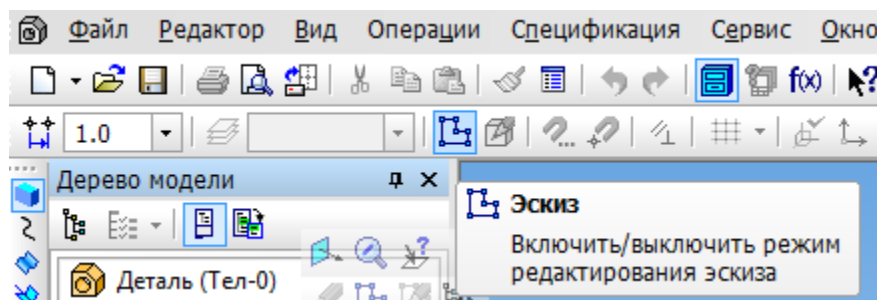 Файл Редактор Вид Операции Спецификация Сервис Окно
f(x)
1.0
Дерево модели
Эскиз
Включить/выключить режим
редактирования эскиза
Деталь (Тел-0)